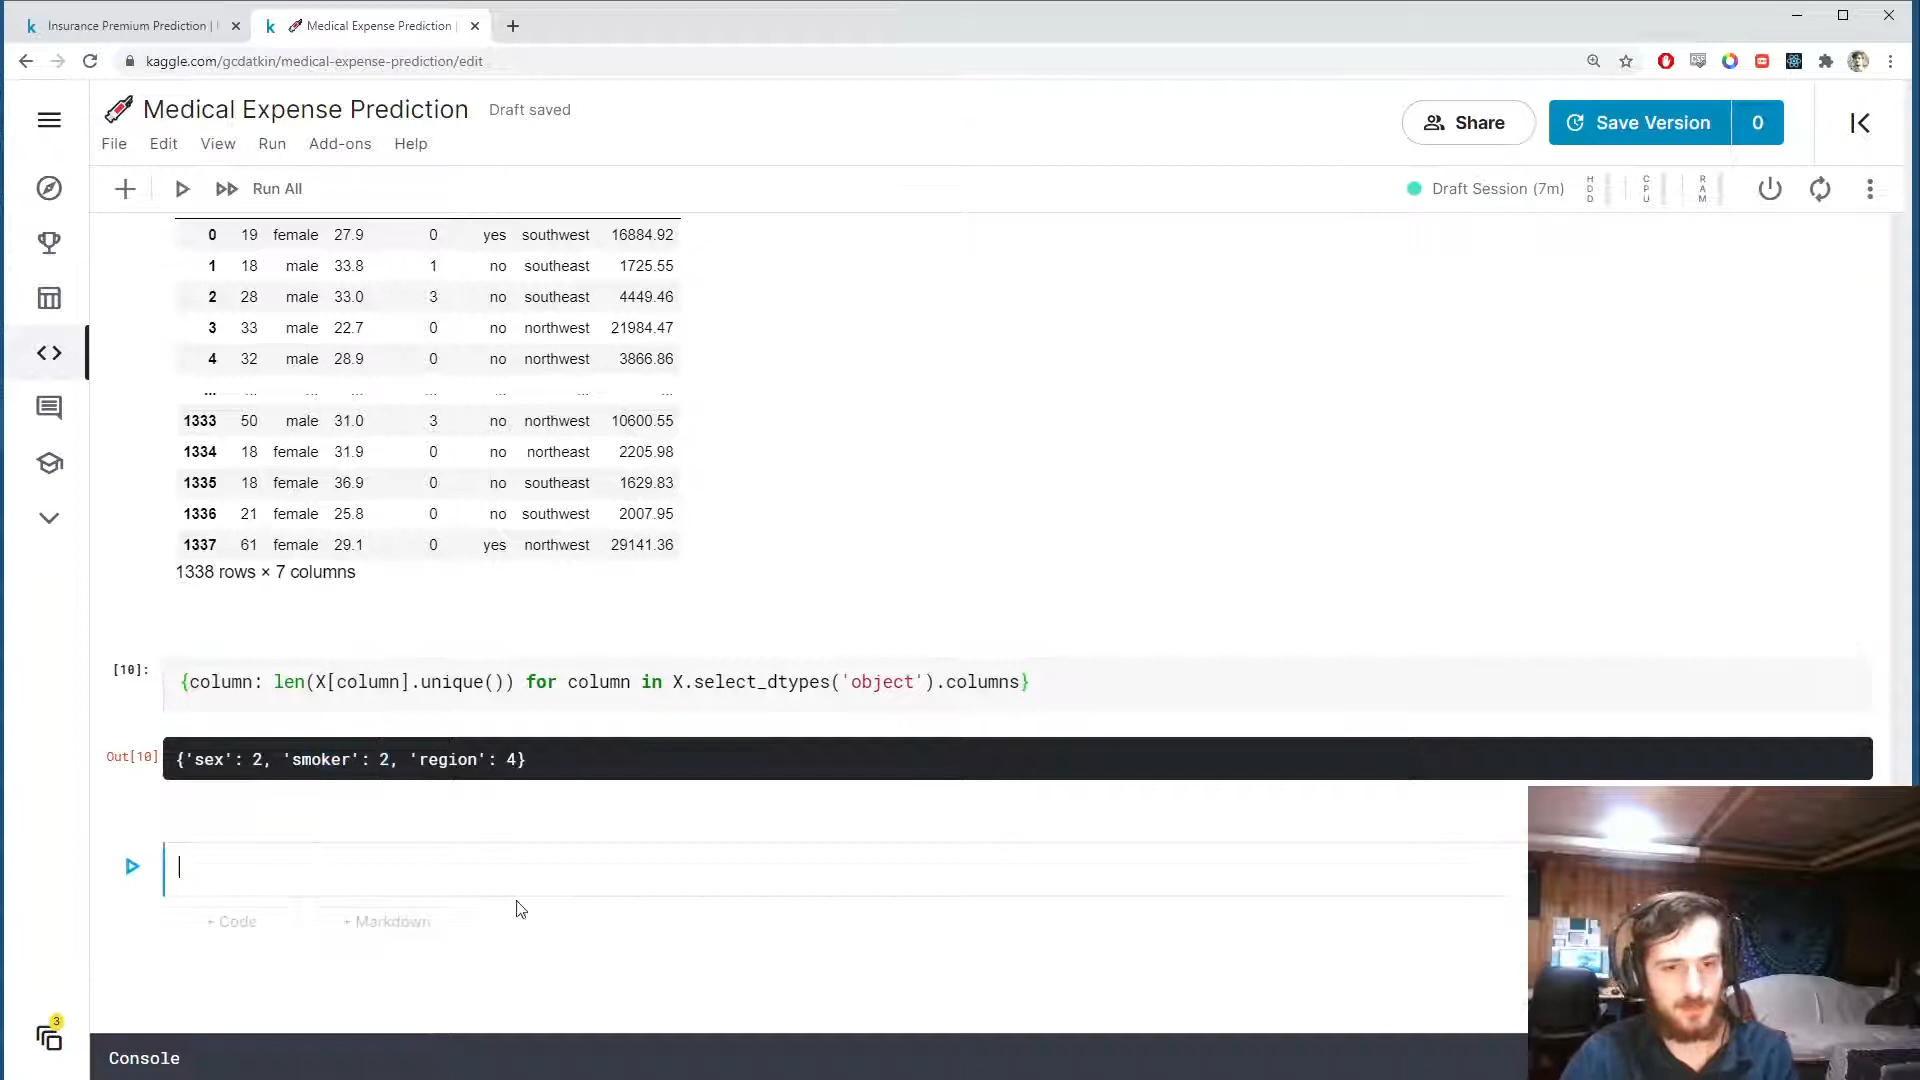 Insurance Premium Prediction |
Medical Expense Prediction |
kaggle.com/gcdatkin/medical-expense-prediction/edit
Medical Expense Prediction
Draft saved
Share
Save Version
0
File
Edit
View
Run
Add-ons
Help
Run All
Draft Session (7m)
HDD
CPU
RAM
0 19 female 27.9 0 yes southwest 16884.92
1 18 male 33.8 1 no southeast 1725.55
2 28 male 33.0 3 no southeast 4449.46
3 33 male 22.7 0 no northwest 21984.47
4 32 male 28.9 0 no northwest 3866.86
... ... ... ... ... ... ... ...
1333 50 male 31.0 3 no northwest 10600.55
1334 18 female 31.9 0 no northeast 2205.98
1335 18 female 36.9 0 no southeast 1629.83
1336 21 female 25.8 0 no southwest 2007.95
1337 61 female 29.1 0 yes northwest 29141.36
1338 rows × 7 columns
[10]:
{column: len(X[column].unique()) for column in X.select_dtypes('object').columns}
Out[10]
{'sex': 2, 'smoker': 2, 'region': 4}
+ Code
+ Markdown
3
Console